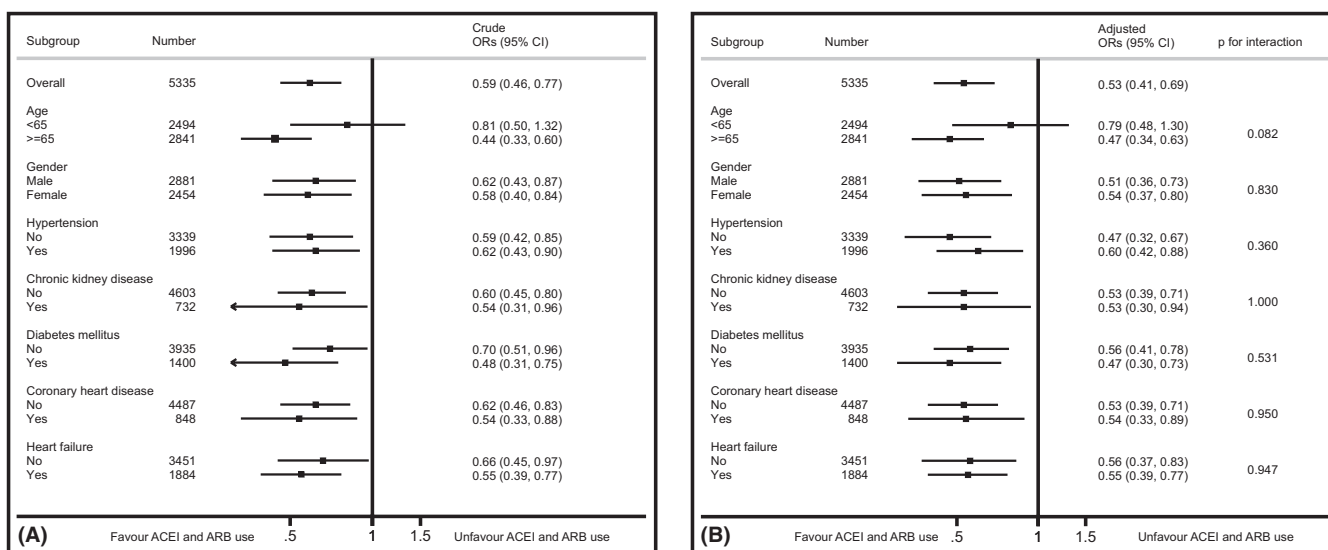 Crude
Subgroup Number ORs (95% CI)
Overall 5335 0.59 (0.46, 0.77)
Age
<65 2494 0.81 (0.50, 1.32)
>=65 2841 0.44 (0.33, 0.60)
Gender
Male 2881 0.62 (0.43, 0.87)
Female 2454 0.58 (0.40, 0.84)
Hypertension
No 3339 0.59 (0.42, 0.85)
Yes 1996 0.62 (0.43, 0.90)
Chronic kidney disease
No 4603 0.60 (0.45, 0.80)
Yes 732 0.54 (0.31, 0.96)
Diabetes mellitus
No 3935 0.70 (0.51, 0.96)
Yes 1400 0.48 (0.31, 0.75)
Coronary heart disease
No 4487 0.62 (0.46, 0.83)
Yes 848 0.54 (0.33, 0.88)
Heart failure
No 3451 0.66 (0.45, 0.97)
Yes 1884 0.55 (0.39, 0.77)
(A) Favour ACEI and ARB use .5 1 1.5 Unfavour ACEI and ARB use
Adjusted
Subgroup Number ORs (95% CI) p for interaction
Overall 5335 0.53 (0.41, 0.69)
Age
<65 2494 0.79 (0.48, 1.30)
0.082
>=65 2841 0.47 (0.34, 0.63)
Gender
Male 2881 0.51 (0.36, 0.73)
0.830
Female 2454 0.54 (0.37, 0.80)
Hypertension
No 3339 0.47 (0.32, 0.67)
0.360
Yes 1996 0.60 (0.42, 0.88)
Chronic kidney disease
No 4603 0.53 (0.39, 0.71)
1.000
Yes 732 0.53 (0.30, 0.94)
Diabetes mellitus
No 3935 0.56 (0.41, 0.78)
0.531
Yes 1400 0.47 (0.30, 0.73)
Coronary heart disease
No 4487 0.53 (0.39, 0.71)
0.950
Yes 848 0.54 (0.33, 0.89)
Heart failure
No 3451 0.56 (0.37, 0.83)
0.947
Yes 1884 0.55 (0.39, 0.77)
(B) Favour ACEI and ARB use .5 1 1.5 Unfavour ACEI and ARB use